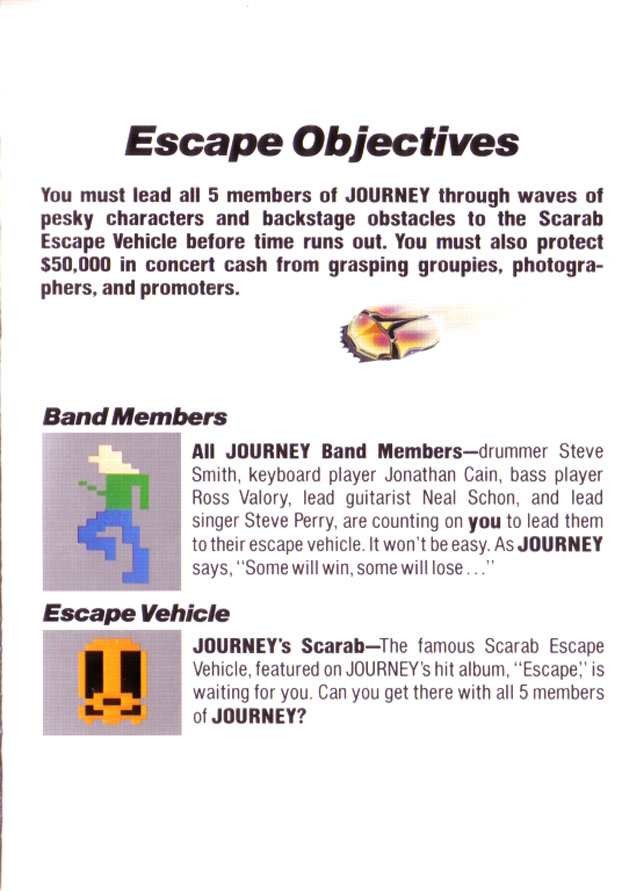 Escape Objectives
You must lead all 5 members of JOURNEY through waves of
pesky characters and backstage obstacles to the Scarab
Escape Vehicle before time runs out. You must also protect
$50,000 in concert cash from grasping groupies, photogra-
phers, and promoters.
Band Members
All JOURNEY Band Members—drummer Steve
Smith, keyboard player Jonathan Cain, bass player
Ross Valory, lead guitarist Neal Schon, and lead
singer Steve Perry, are counting on you to lead them
to their escape vehicle. It won't be easy. As JOURNEY
says, "Some will win, some will lose . . ."
Escape Vehicle
JOURNEY's Scarab—The famous Scarab Escape
Vehicle, featured on JOURNEY's hit album, "Escape," is
waiting for you. Can you get there with all 5 members
of JOURNEY?